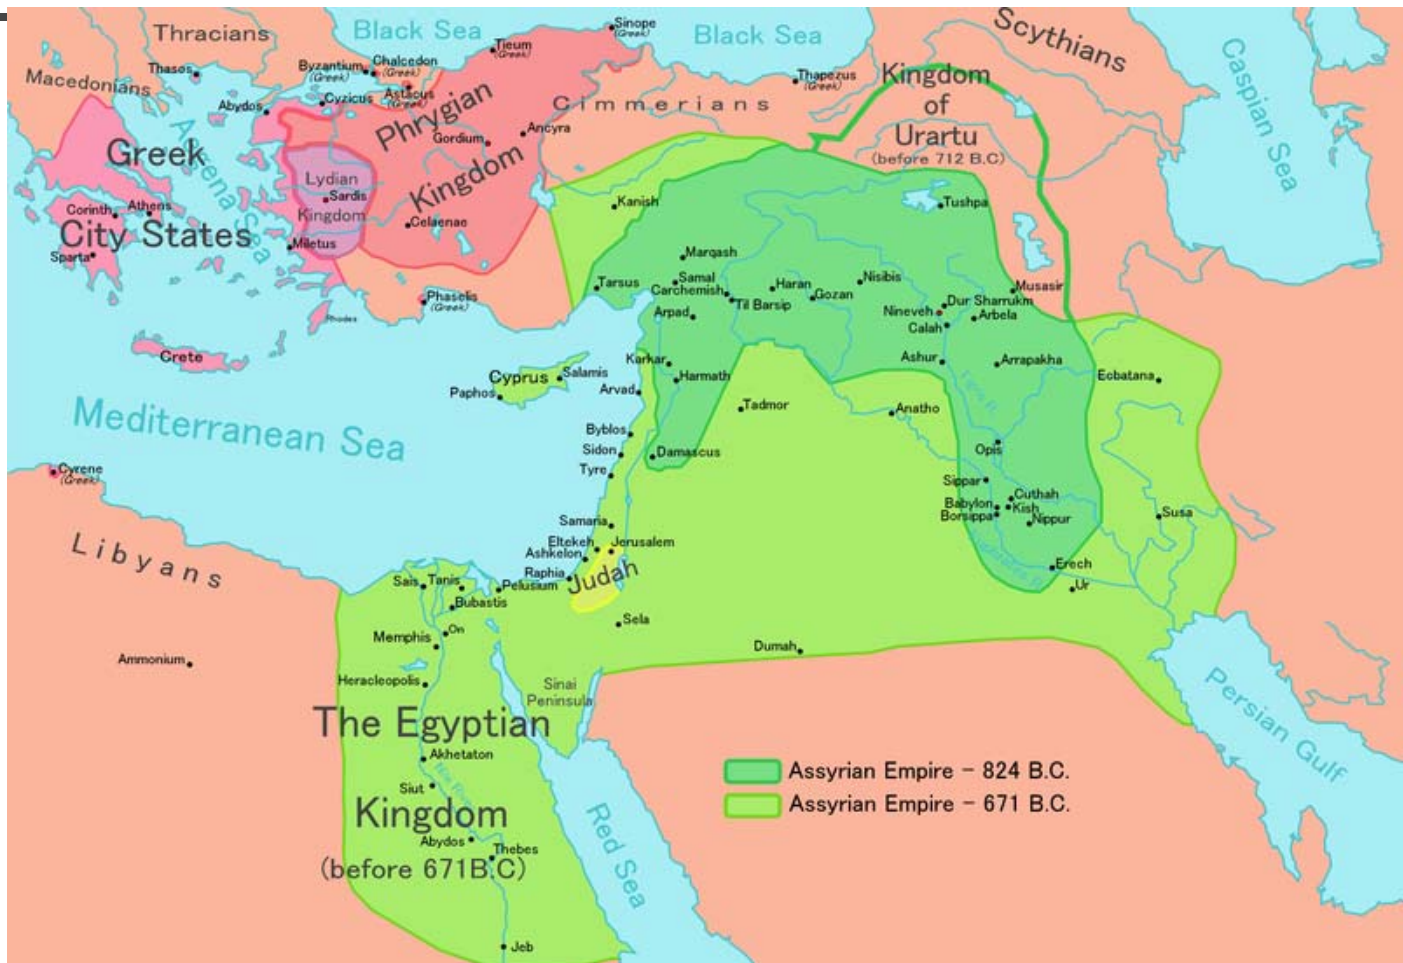 Thracians
Black Sea
Sinope
(Greek)
Black Sea
Scythians
Caspian Sea
Macedonians
Thasos
Byzantium
(Greek)
Chalcedon
(Greek)
Tieum
(Greek)
Astacus
(Greek)
Cyzicus
Abydos
Thapezus
(Greek)
Cimmerians
Kingdom
of
Urartu
(before 712 B.C)
Phrygian
Kingdom
Gordium
Ancyra
Greek
City States
Corinth
Athens
Sparta
Lydian
Sardis
Kingdom
Miletus
Celaenae
Phaselis
(Greek)
Rhodes
Crete
Kanish
Tushpa
Marqash
Tarsus
Samal
Carchemish
Til Barsip
Haran
Gozan
Nisibis
Musasir
Dur Sharrukm
Nineveh
Arbela
Calah
Arpad
Ashur
Arrapakha
Karkar
Harmath
Ecbatana
Cyprus
Salamis
Paphos
Arvad
Tadmor
Anatho
Mediterranean Sea
Byblos
Sidon
Tyre
Damascus
Opis
Sippar
Cuthah
Babylon
Kish
Borsippa
Nippur
Susa
Cyrene
(Greek)
Samaria
Eltekeh
Jerusalem
Ashkelon
Raphia
Judah
Erech
Ur
Libyans
Sais
Tanis
Pelusium
Bubastis
On
Memphis
Sela
Dumah
Ammonium
Heracleopolis
Sinai
Peninsula
Persian Gulf
The Egyptian
Kingdom
(before 671B.C)
Akhetaton
Siut
Abydos
Thebes
Jeb
Red Sea
Assyrian Empire - 824 B.C.
Assyrian Empire - 671 B.C.